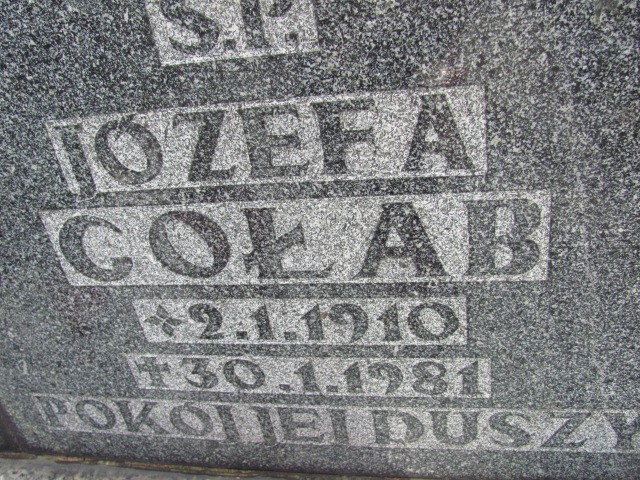 Ś.P.
JÓZEFA
GOŁĄB
* 2.1.1910
† 30.1.1981
POKÓJ JEJ DUSZY